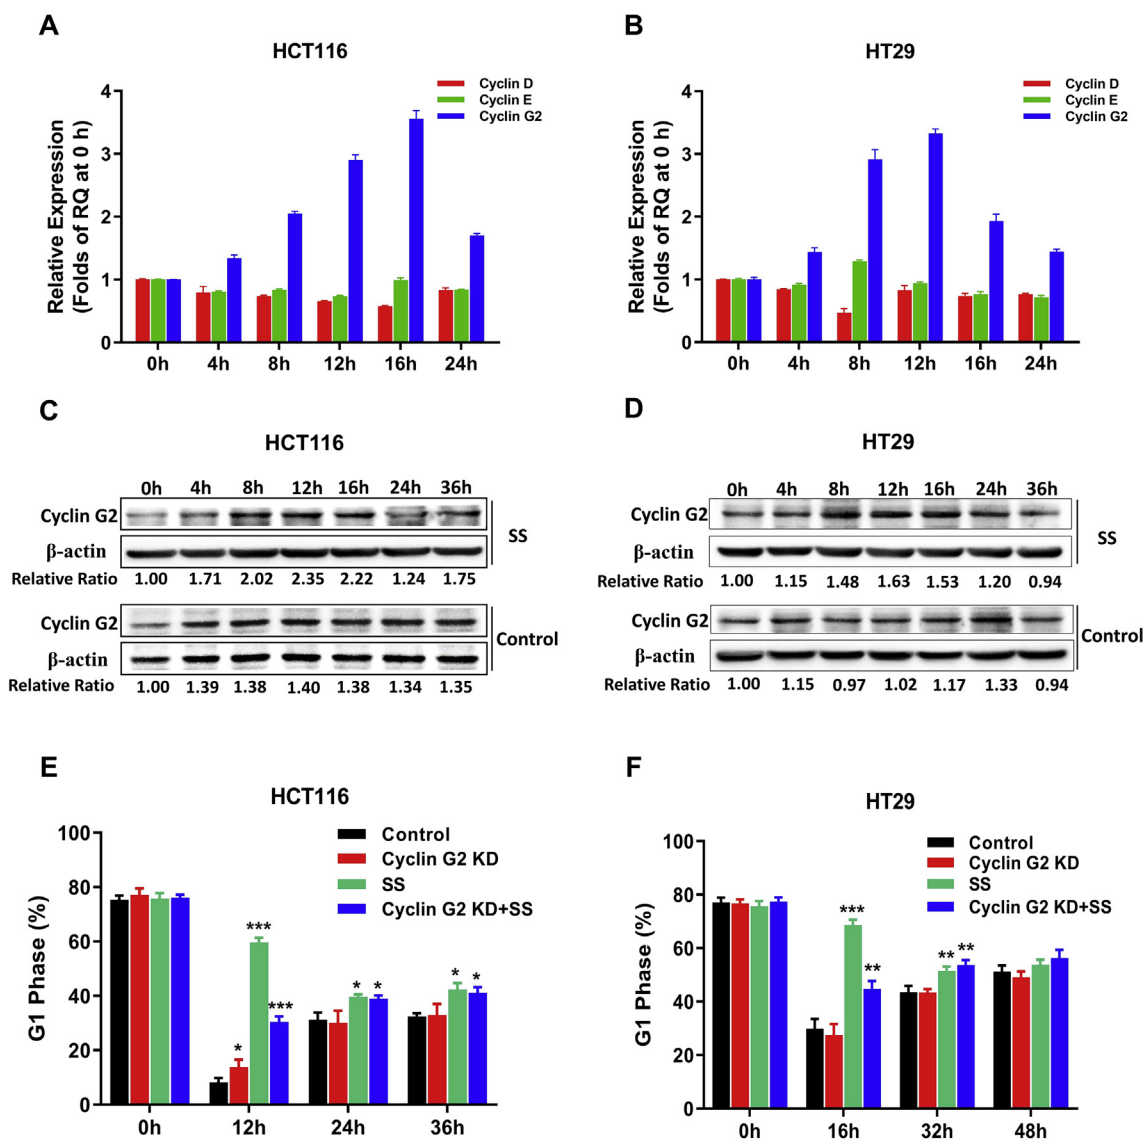 A
HCT116
Cyclin D
Cyclin E
Cyclin G2
Relative Expression
(Folds of RQ at 0 h)
4
3
2
1
0
0h 4h 8h 12h 16h 24h
B
HT29
Cyclin D
Cyclin E
Cyclin G2
Relative Expression
(Folds of RQ at 0 h)
4
3
2
1
0
0h 4h 8h 12h 16h 24h
C
HCT116
0h 4h 8h 12h 16h 24h 36h
Cyclin G2
β-actin
SS
Relative Ratio 1.00 1.71 2.02 2.35 2.22 1.24 1.75
Cyclin G2
β-actin
Control
Relative Ratio 1.00 1.39 1.38 1.40 1.38 1.34 1.35
D
HT29
0h 4h 8h 12h 16h 24h 36h
Cyclin G2
β-actin
SS
Relative Ratio 1.00 1.15 1.48 1.63 1.53 1.20 0.94
Cyclin G2
β-actin
Control
Relative Ratio 1.00 1.15 0.97 1.02 1.17 1.33 0.94
E
HCT116
Control
Cyclin G2 KD
SS
Cyclin G2 KD+SS
G1 Phase (%)
100
80
60
40
20
0
* *** *** * * * *
0h 12h 24h 36h
F
HT29
Control
Cyclin G2 KD
SS
Cyclin G2 KD+SS
G1 Phase (%)
100
80
60
40
20
0
*** ** ** **
0h 16h 32h 48h